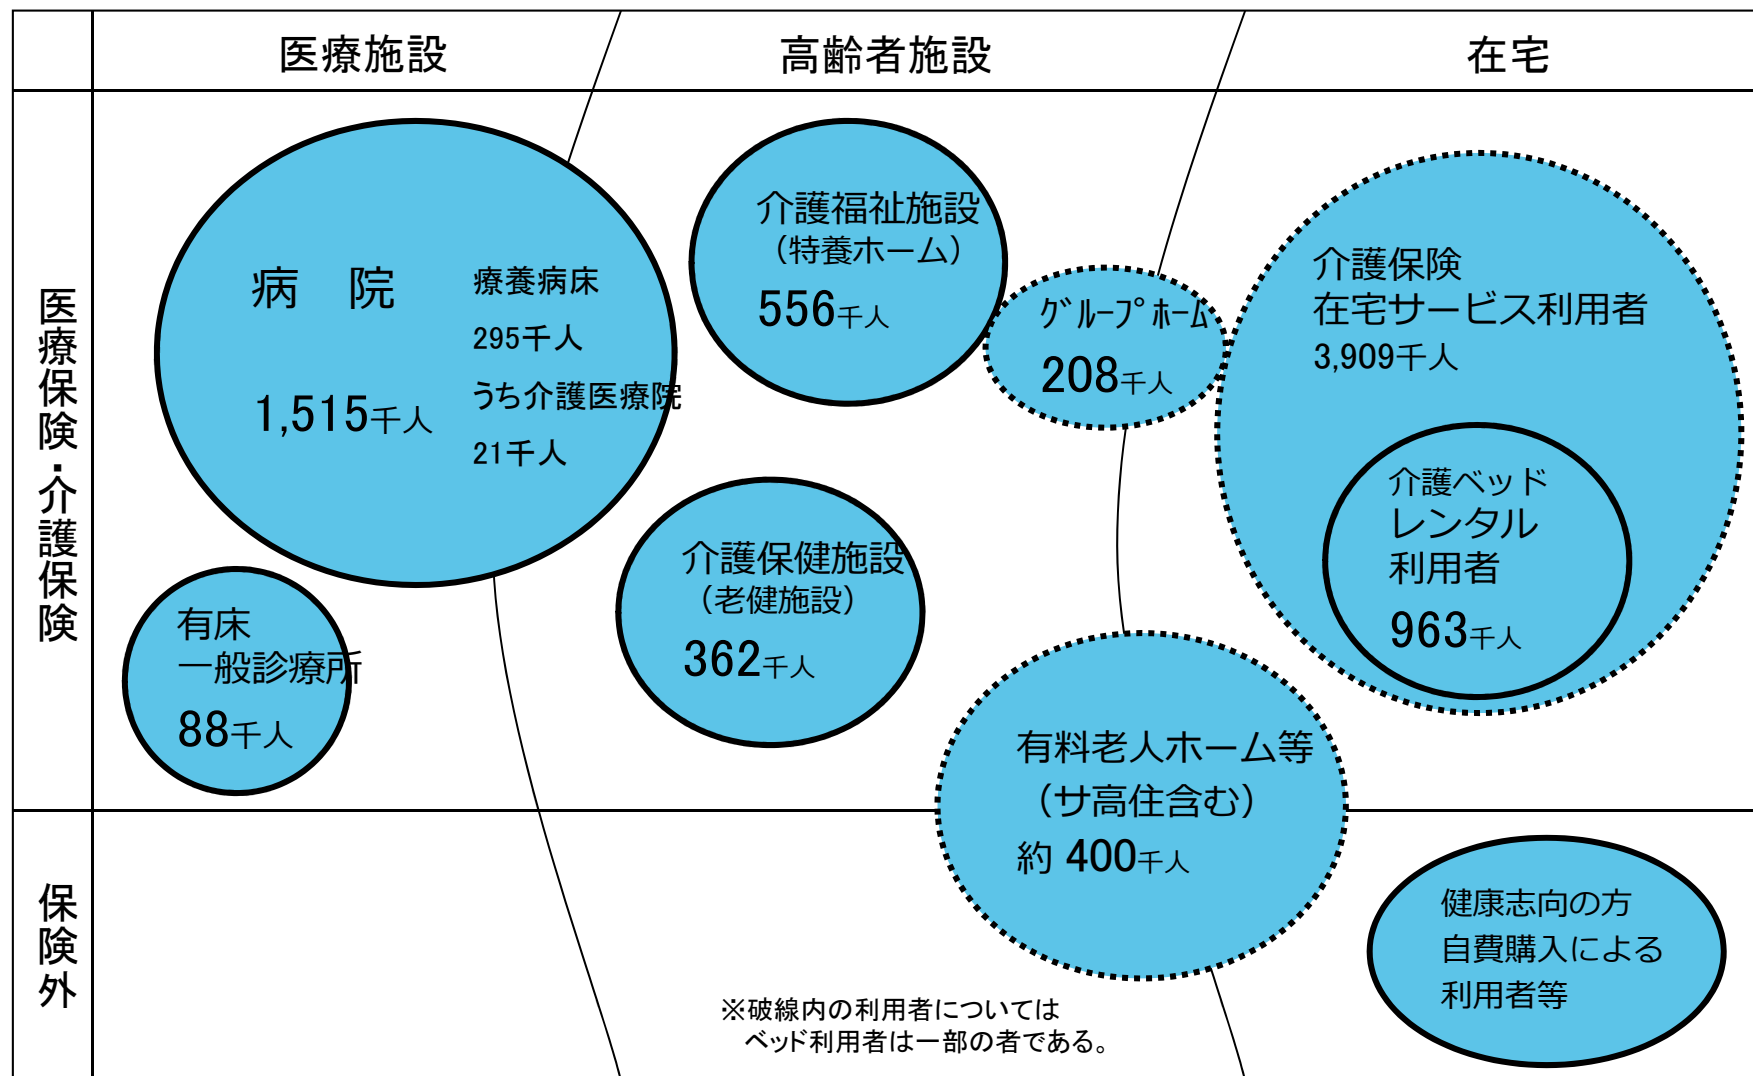 医療施設
高齢者施設
在宅
医療保険・介護保険
病　院
1,515千人
療養病床
295千人
うち介護医療院
21千人
有床
一般診療所
88千人
介護福祉施設
（特養ホーム）
556千人
グループホーム
208千人
介護保健施設
（老健施設）
362千人
介護保険
在宅サービス利用者
3,909千人
介護ベッド
レンタル
利用者
963千人
有料老人ホーム等
（サ高住含む）
約 400千人
保険外
健康志向の方
自費購入による
利用者等
※破線内の利用者については
ベッド利用者は一部の者である。